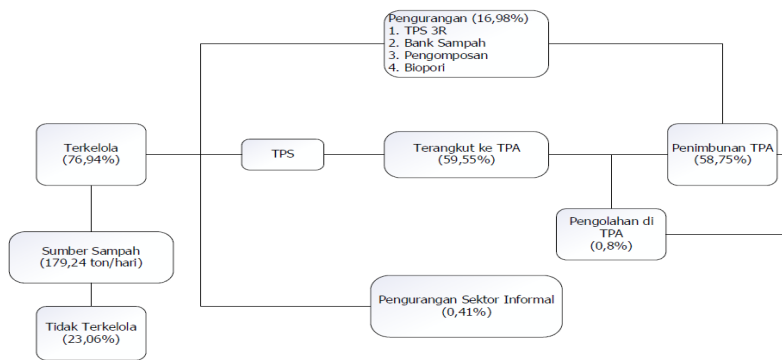 Pengurangan (16,98%)
1. TPS 3R
2. Bank Sampah
3. Pengomposan
4. Biopori
Terkelola
(76,94%)
TPS
Terangkut ke TPA
(59,55%)
Penimbunan TPA
(58,75%)
Pengolahan di
TPA
(0,8%)
Sumber Sampah
(179,24 ton/hari)
Pengurangan Sektor Informal
(0,41%)
Tidak Terkelola
(23,06%)